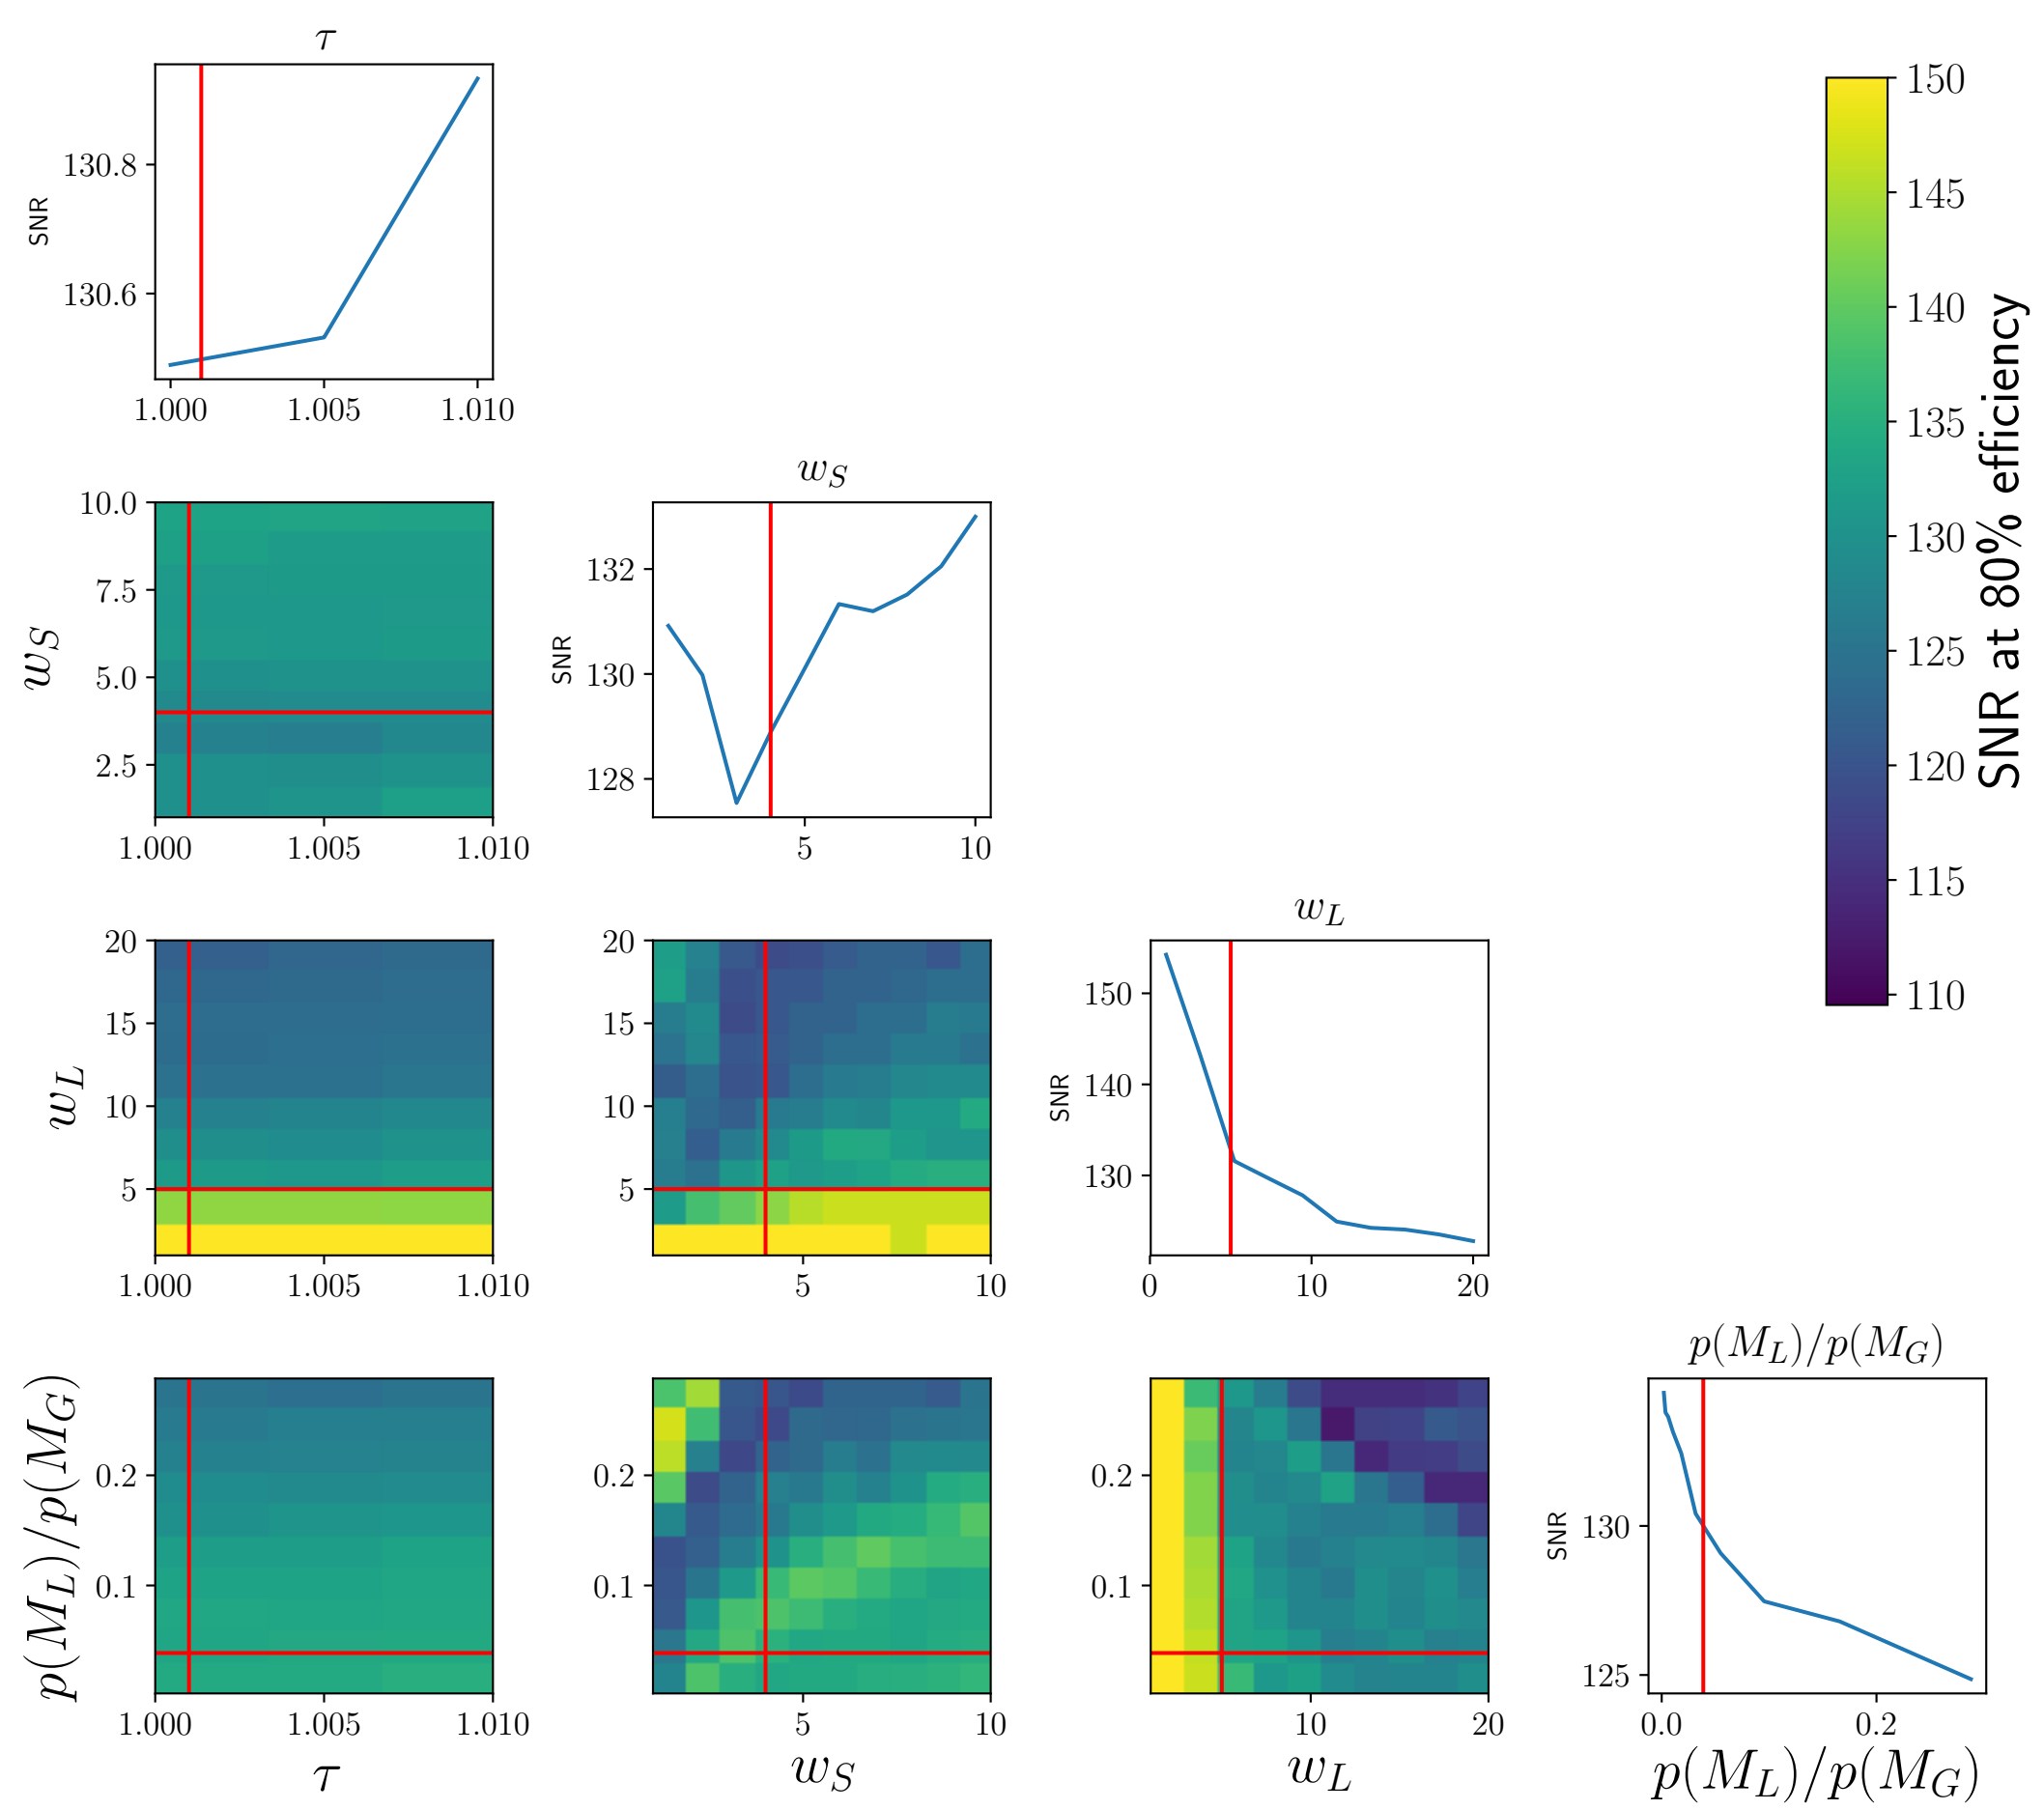 τ
SNR
130.8
130.6
1.000 1.005 1.010
w_S
10.0
7.5
5.0
2.5
1.000 1.005 1.010
w_S
SNR
132
130
128
5 10
w_L
20
15
10
5
1.000 1.005 1.010
20
15
10
5
5 10
w_L
SNR
150
140
130
0 10 20
p(M_L)/p(M_G)
0.2
0.1
1.000 1.005 1.010
τ
0.2
0.1
5 10
w_S
0.2
0.1
10 20
w_L
p(M_L)/p(M_G)
SNR
130
125
0.0 0.2
p(M_L)/p(M_G)
150
145
140
135
130
125
120
115
110
SNR at 80% efficiency